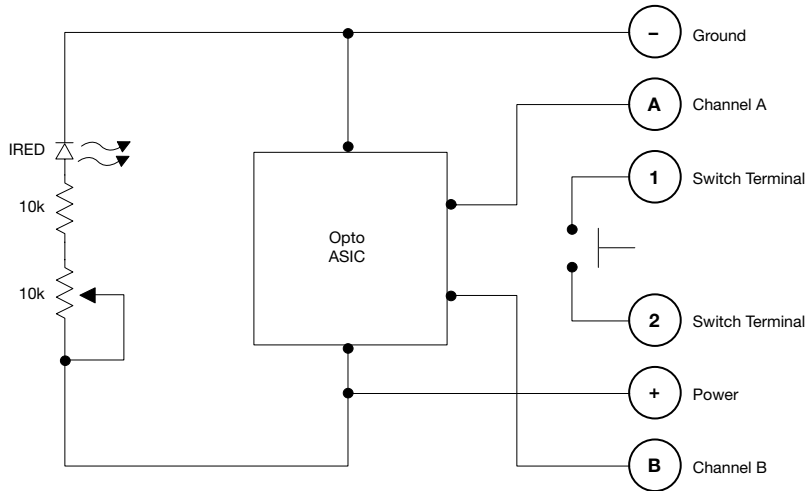 − Ground
A Channel A
IRED
1 Switch Terminal
10k
Opto
ASIC
10k
2 Switch Terminal
+ Power
B Channel B